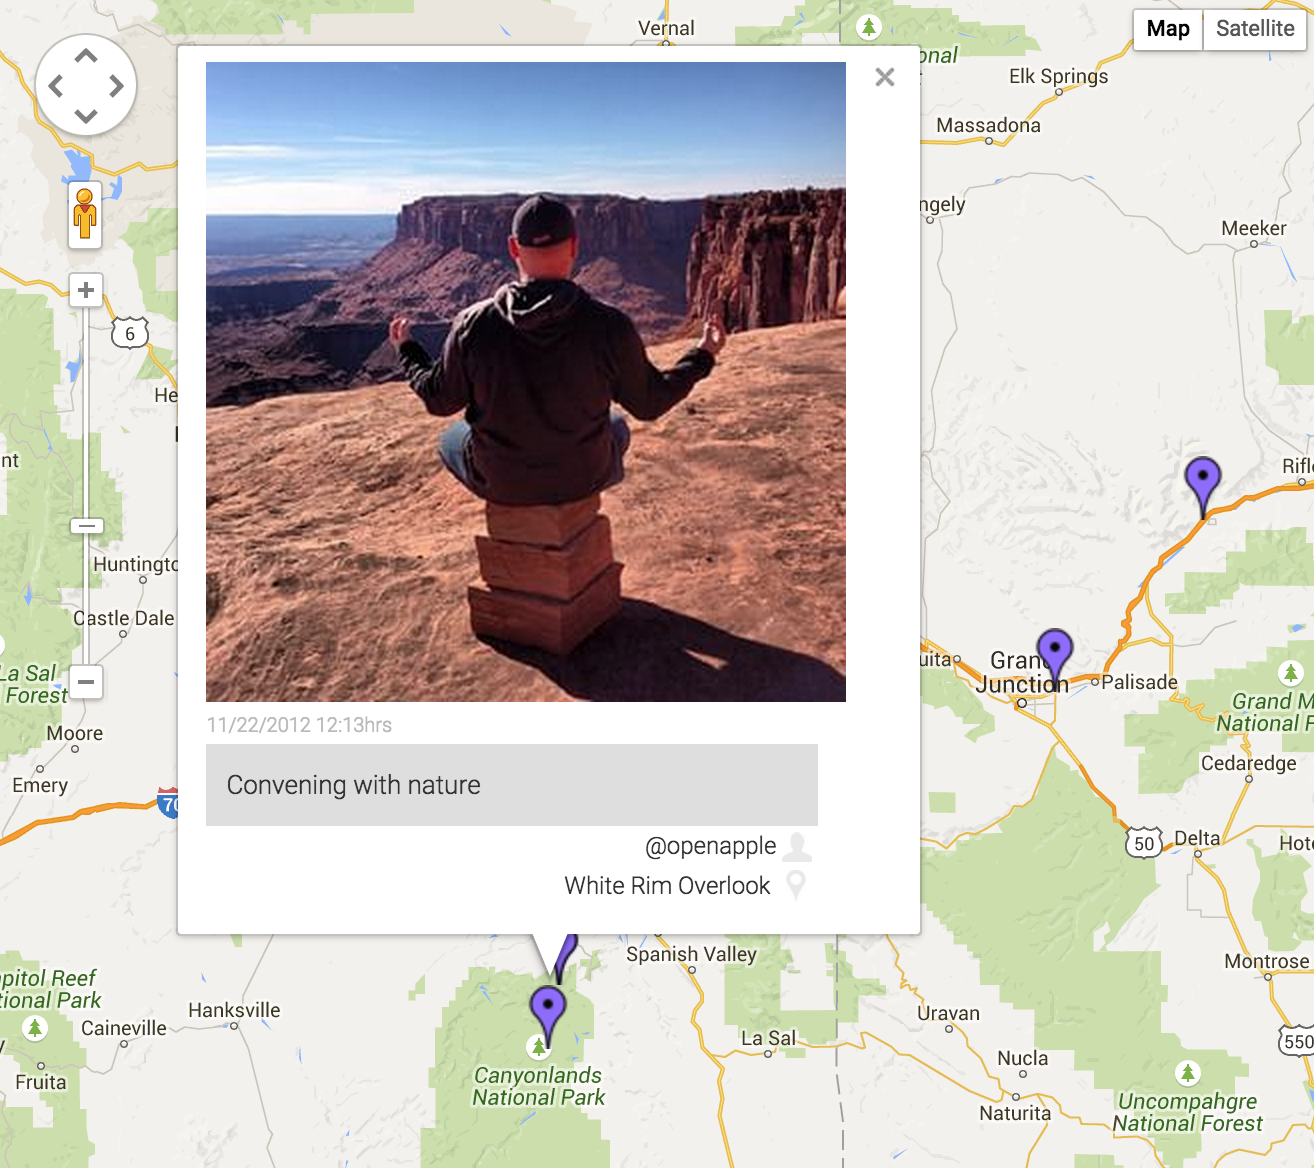 Vernal
Map
Satellite
onal
Elk Springs
Massadona
ngely
Meeker
6
He
nt
Rifle
Huntingto
Castle Dale
La Sal
Forest
Moore
Emery
70
uita
Grand
Junction
Palisade
Grand M
National F
Cedaredge
50
Delta
Hot
11/22/2012 12:13hrs
Convening with nature
@openapple
White Rim Overlook
Spanish Valley
Montrose
apitol Reef
tional Park
Caineville
Hanksville
Fruita
Uravan
La Sal
550
Nucla
Canyonlands
National Park
Naturita
Uncompahgre
National Forest